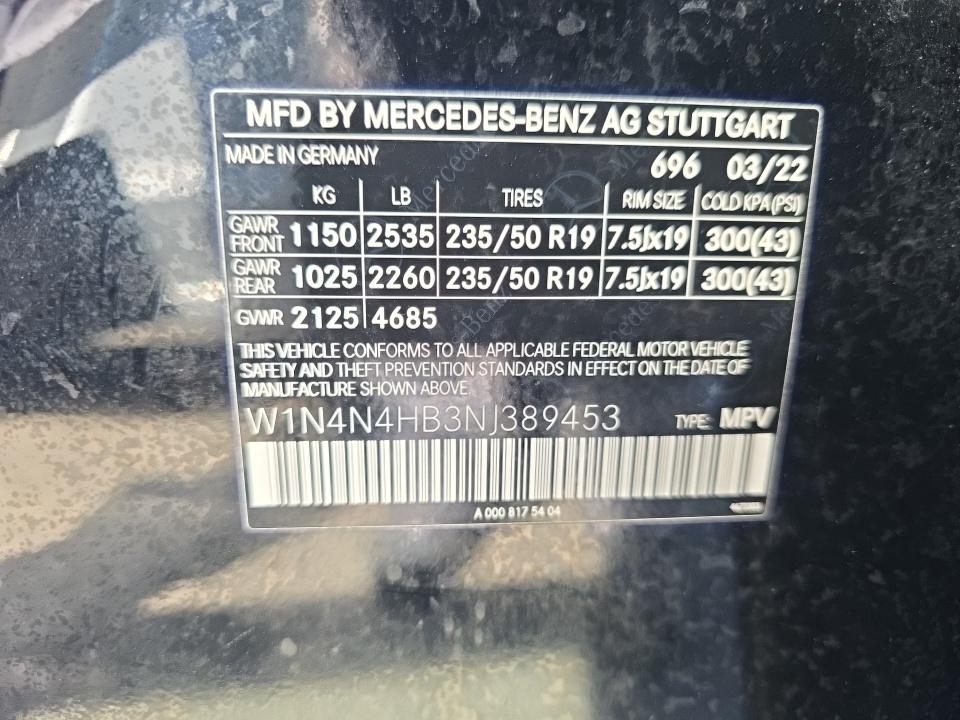 MFD BY MERCEDES-BENZ AG STUTTGART
MADE IN GERMANY 696 03/22
KG LB TIRES RIM SIZE COLD KPA (PSI)
GAWR FRONT 1150 2535 235/50 R19 7.5Jx19 300(43)
GAWR REAR 1025 2260 235/50 R19 7.5Jx19 300(43)
GVWR 2125 4685
THIS VEHICLE CONFORMS TO ALL APPLICABLE FEDERAL MOTOR VEHICLE
SAFETY AND THEFT PREVENTION STANDARDS IN EFFECT ON THE DATE OF
MANUFACTURE SHOWN ABOVE.
W1N4N4HB3NJ389453 TYPE: MPV
A 000 817 54 04